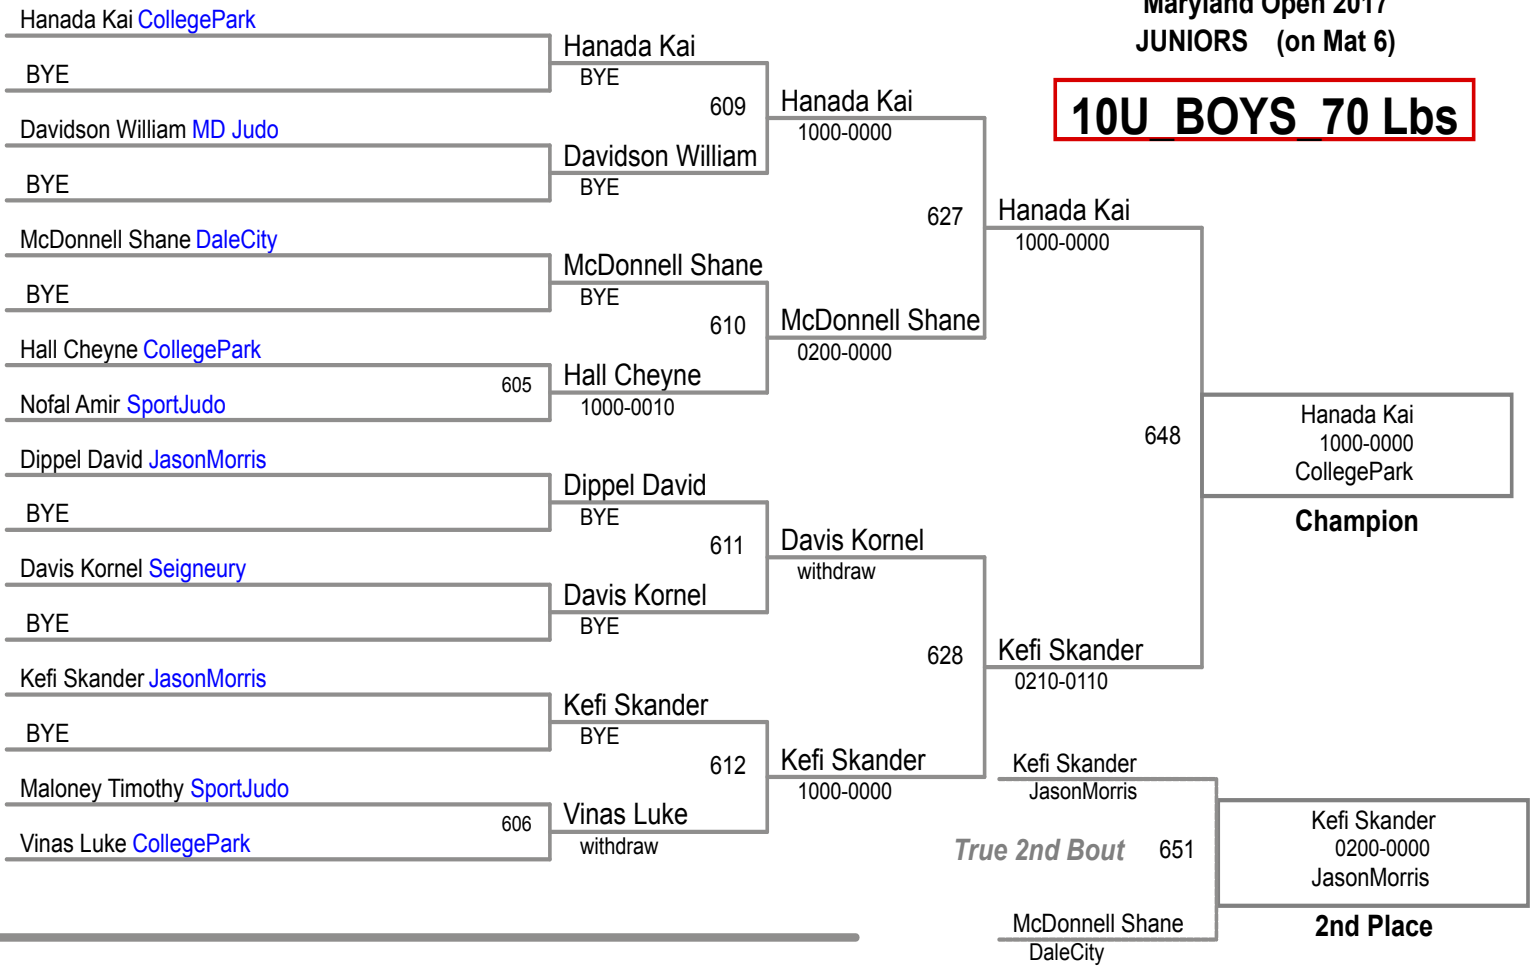 Maryland Open 2017
JUNIORS (on Mat 6)
10U_BOYS_70 Lbs
Hanada Kai CollegePark
BYE
Davidson William MD Judo
BYE
McDonnell Shane DaleCity
BYE
Hall Cheyne CollegePark
605
Nofal Amir SportJudo
Dippel David JasonMorris
BYE
Davis Kornel Seigneury
BYE
Kefi Skander JasonMorris
BYE
Maloney Timothy SportJudo
606
Vinas Luke CollegePark
Hanada Kai
BYE
609
Davidson William
BYE
McDonnell Shane
BYE
610
Hall Cheyne
1000-0010
Dippel David
BYE
611
Davis Kornel
BYE
Kefi Skander
BYE
612
Vinas Luke
withdraw
Hanada Kai
1000-0000
627
McDonnell Shane
0200-0000
Davis Kornel
withdraw
628
Kefi Skander
1000-0000
Hanada Kai
1000-0000
648
Kefi Skander
0210-0110
Hanada Kai
1000-0000
CollegePark
Champion
Kefi Skander
JasonMorris
True 2nd Bout 651
McDonnell Shane
DaleCity
Kefi Skander
0200-0000
JasonMorris
2nd Place